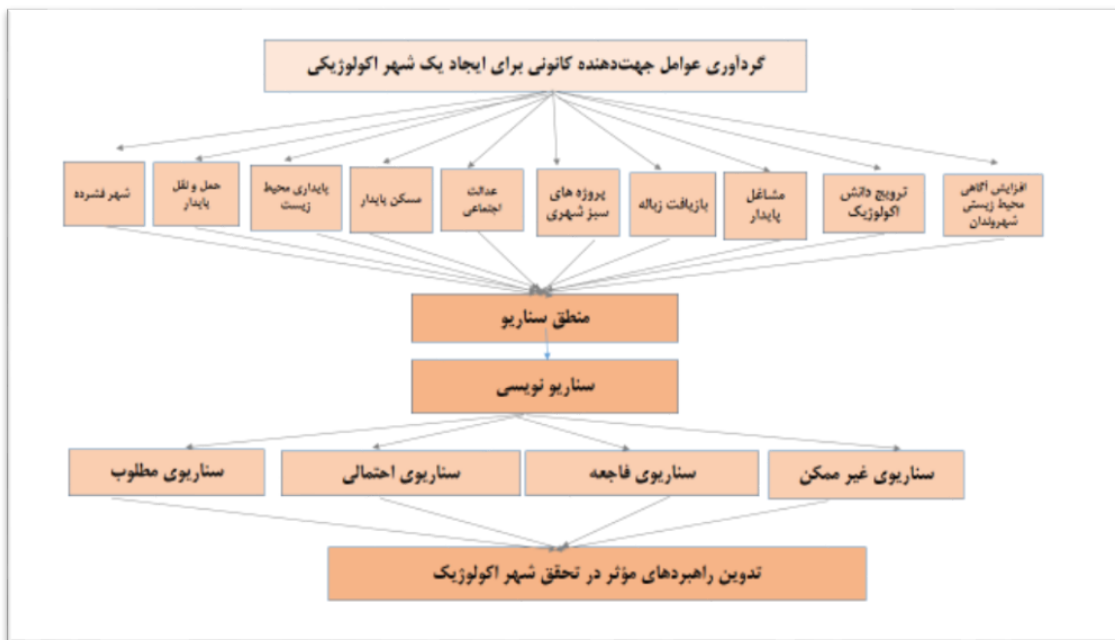 گردآوری عوامل جهت‌دهنده کانونی برای ایجاد یک شهر اکولوژیکی
افزایش آگاهی
محیط زیستی
شهروندان
ترویج دانش
اکولوژیک
مشاغل
پایدار
بازیافت زباله
پروژه های
سبز شهری
عدالت
اجتماعی
مسکن پایدار
پایداری محیط
زیست
حمل و نقل
پایدار
شهر فشرده
منطق سناریو
سناریو نویسی
سناریوی غیر ممکن
سناریوی فاجعه
سناریوی احتمالی
سناریوی مطلوب
تدوین راهبردهای مؤثر در تحقق شهر اکولوژیک